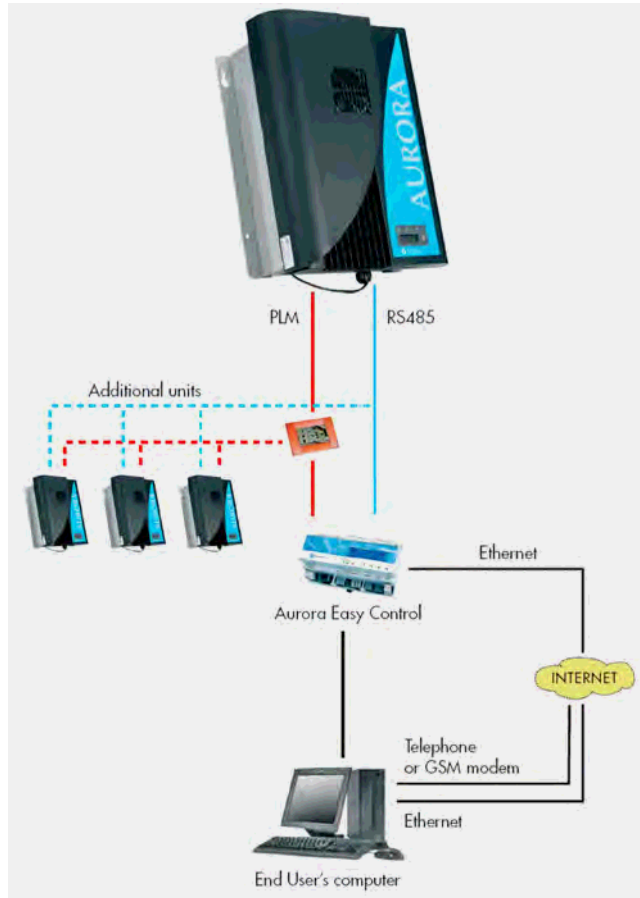 AURORA
PLM
RS485
Additional units
Ethernet
Aurora Easy Control
INTERNET
Telephone
or GSM modem
Ethernet
End User's computer